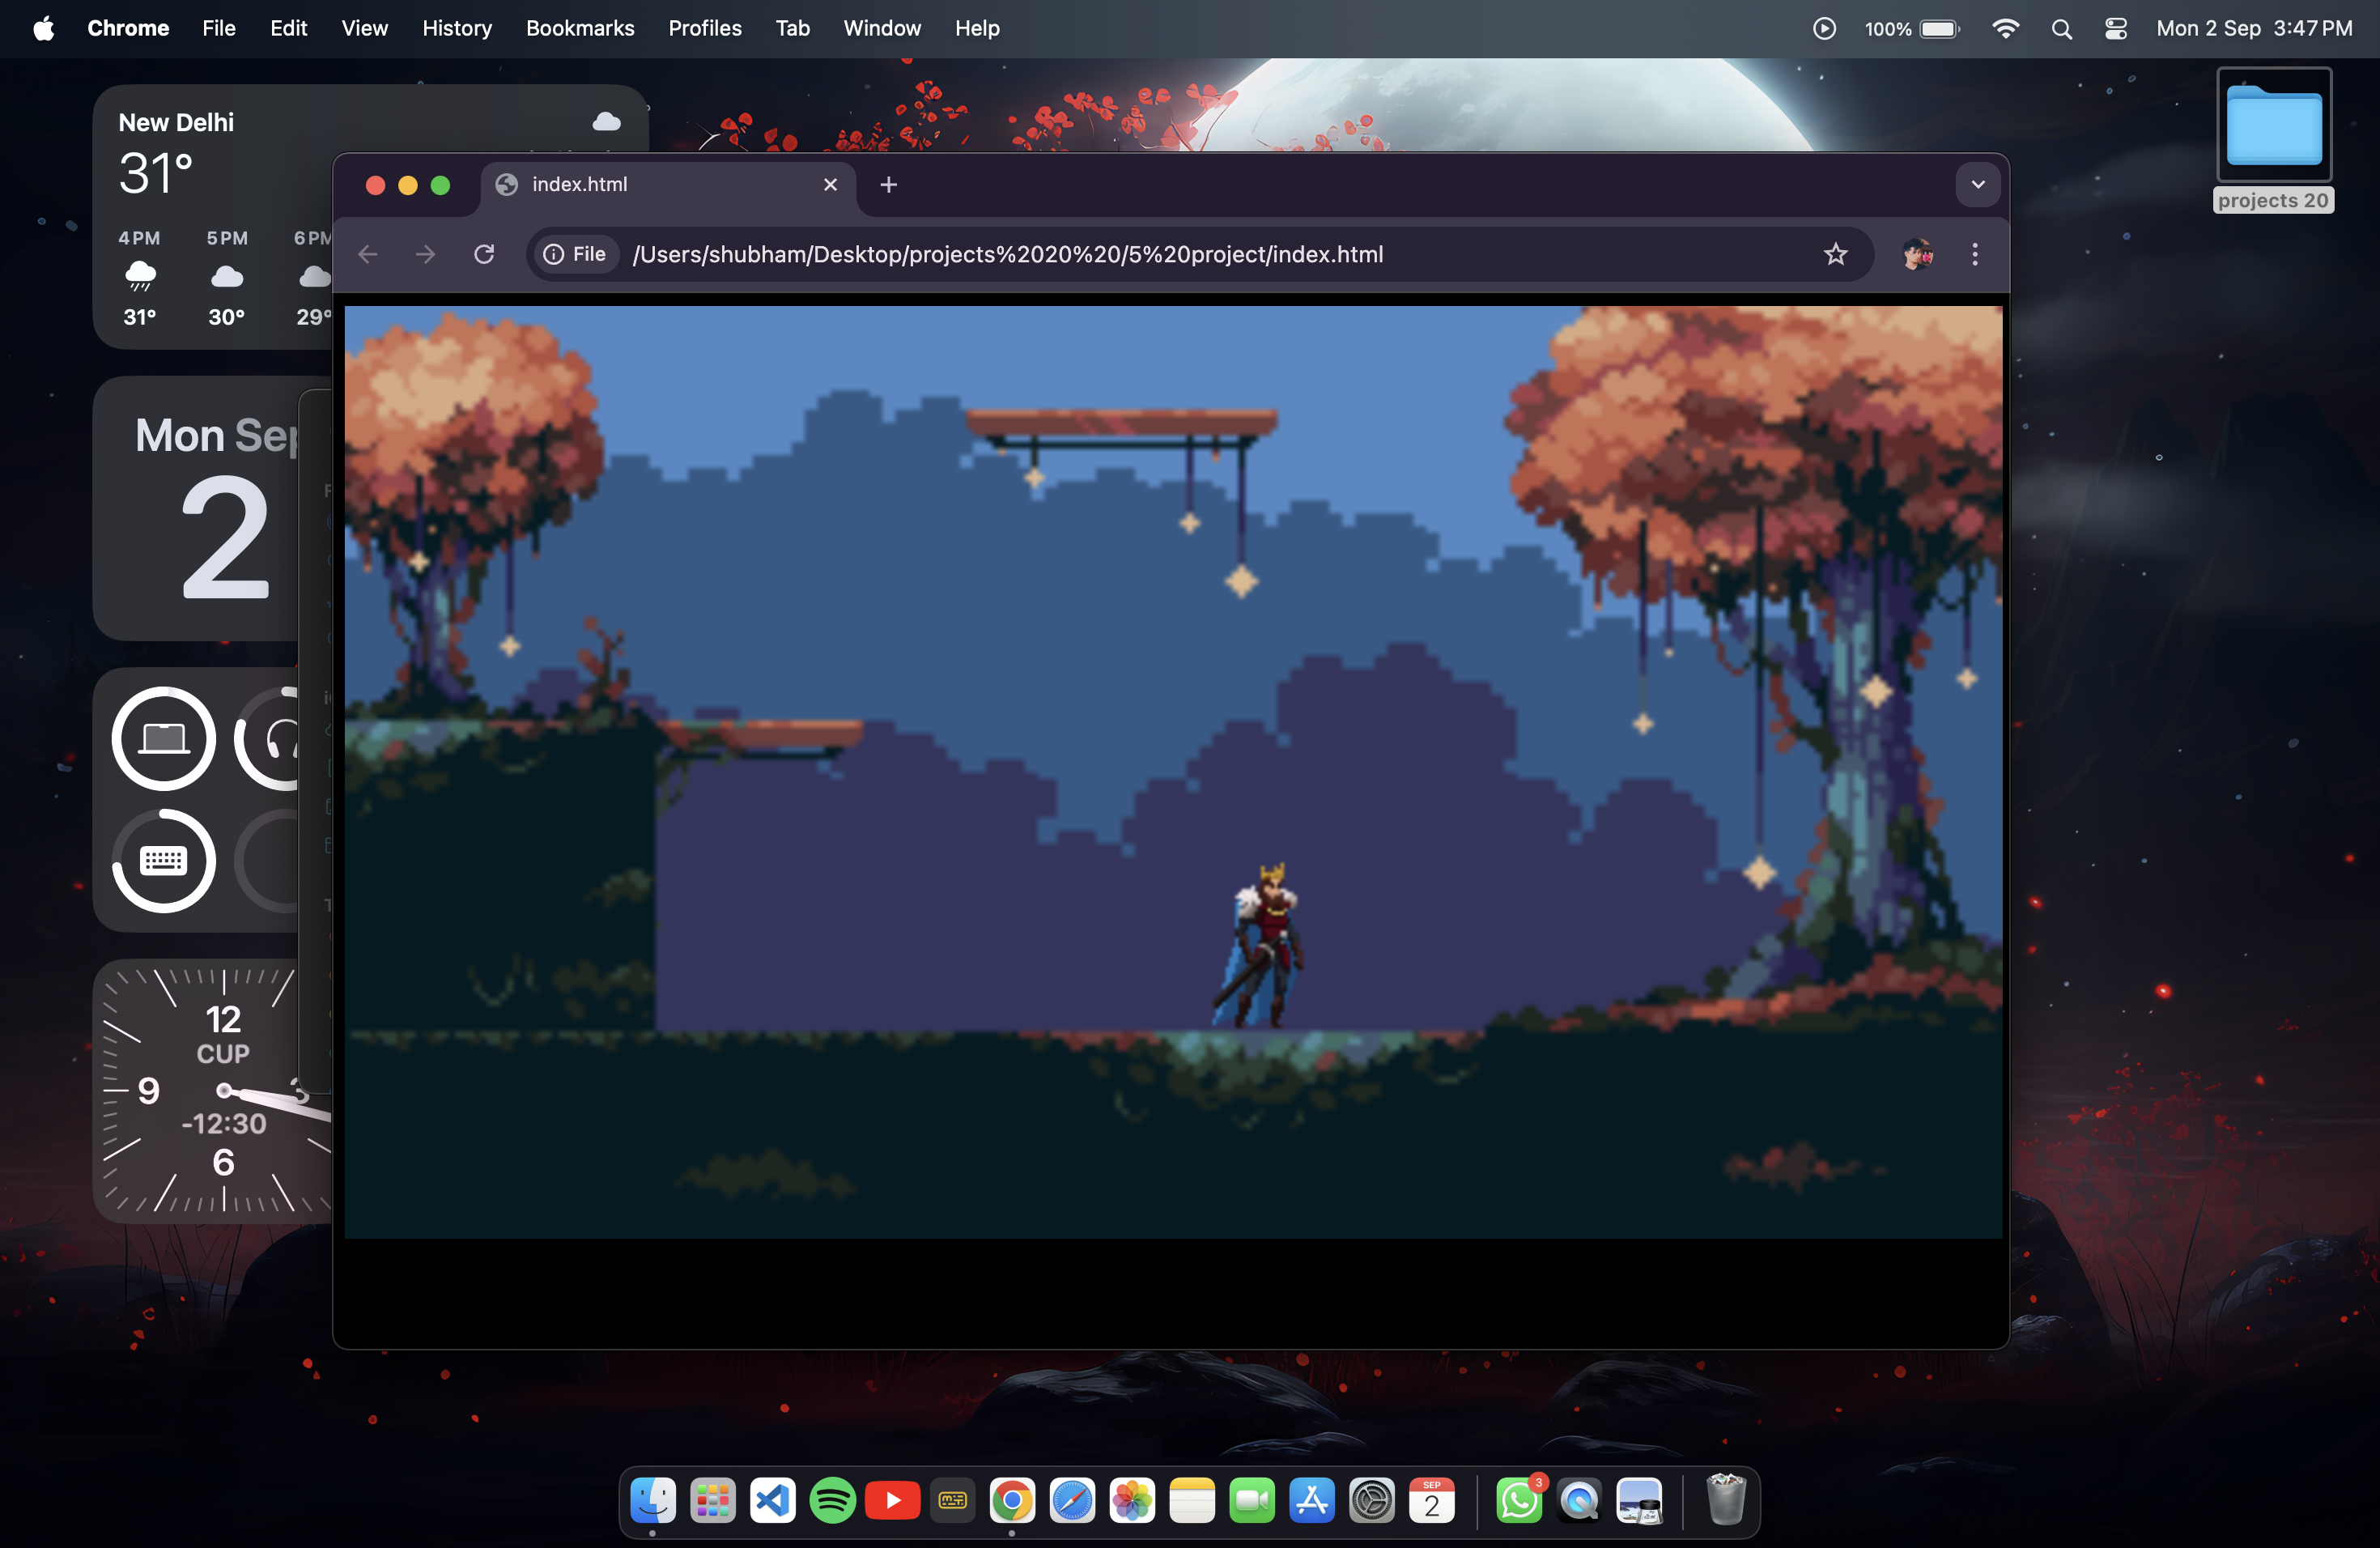 Chrome File Edit View History Bookmarks Profiles Tab Window Help 100% Mon 2 Sep 3:47 PM
New Delhi
31°
4 PM 5 PM 6 PM
31° 30° 29°
projects 20
index.html
File /Users/shubham/Desktop/projects%2020%20/5%20project/index.html
Mon Sep
2
12
CUP
9 3
-12:30
6
SEP
2
3